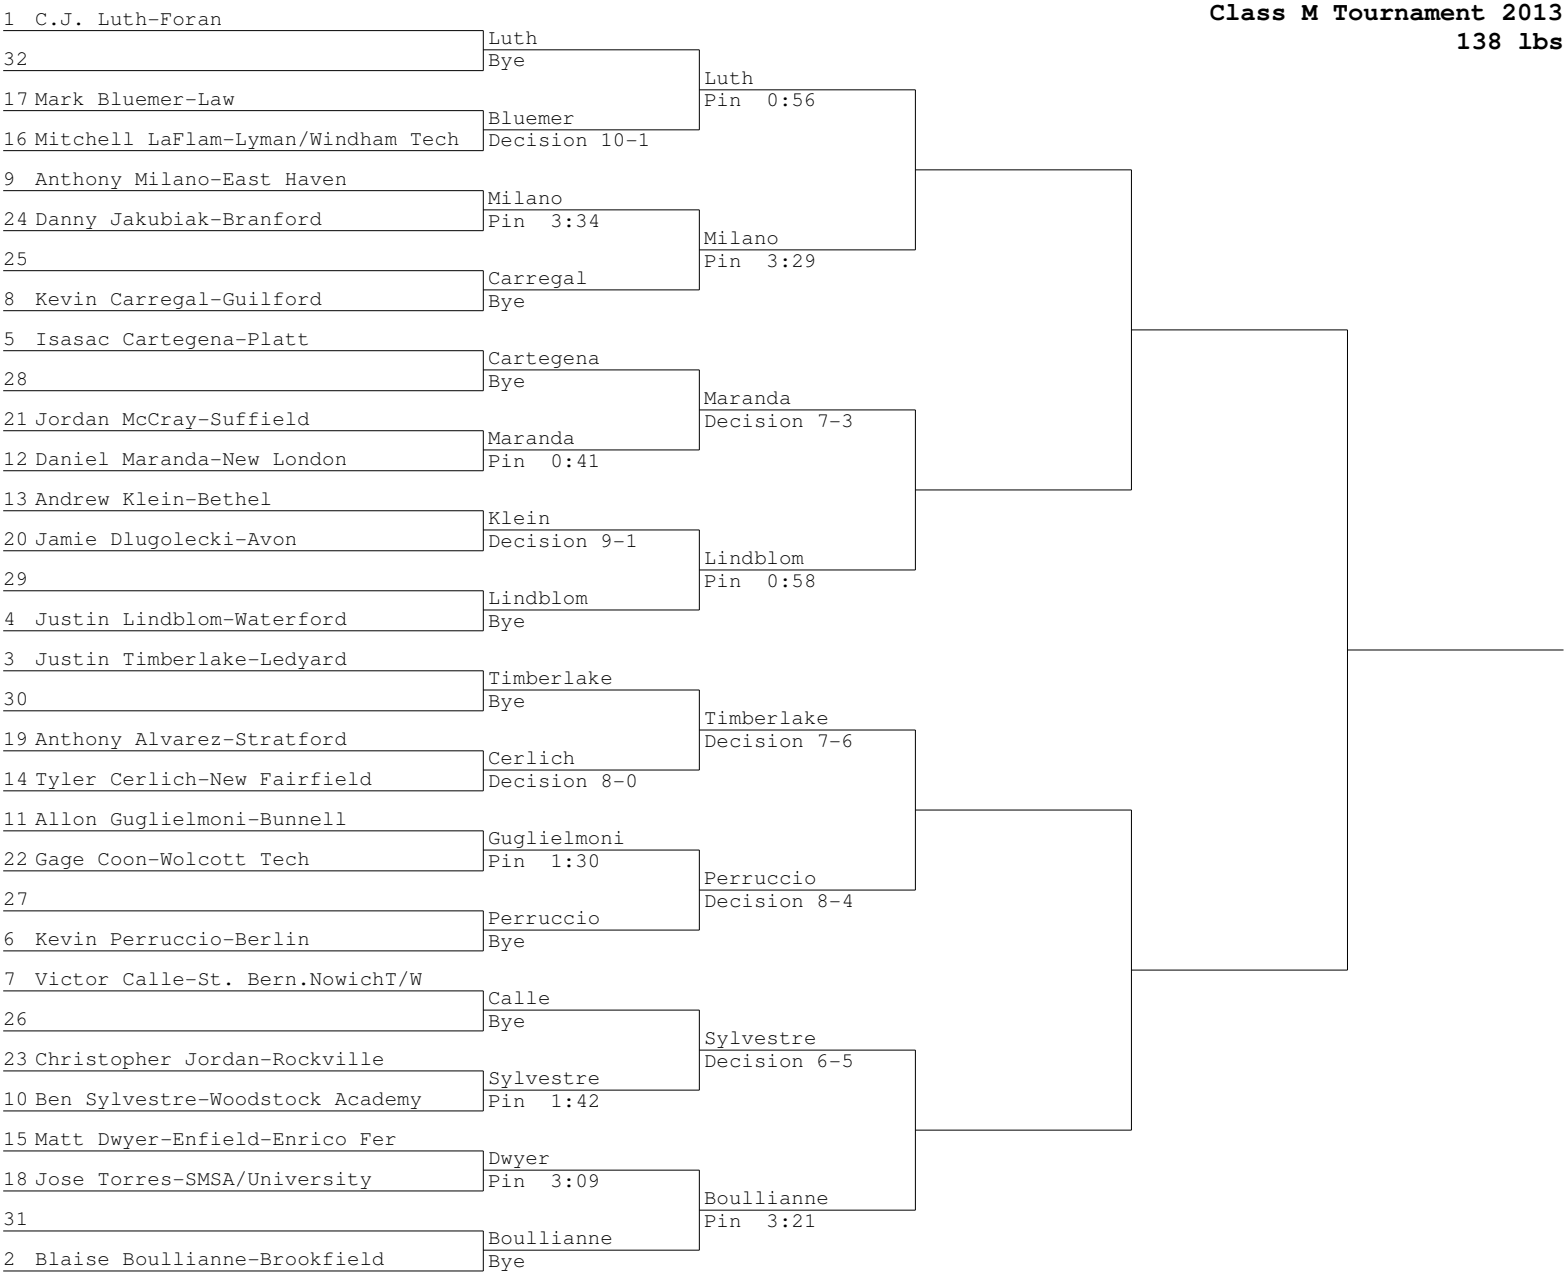 Class M Tournament 2013
138 lbs
1 C.J. Luth-Foran
32
17 Mark Bluemer-Law
16 Mitchell LaFlam-Lyman/Windham Tech
9 Anthony Milano-East Haven
24 Danny Jakubiak-Branford
25
8 Kevin Carregal-Guilford
5 Isasac Cartegena-Platt
28
21 Jordan McCray-Suffield
12 Daniel Maranda-New London
13 Andrew Klein-Bethel
20 Jamie Dlugolecki-Avon
29
4 Justin Lindblom-Waterford
3 Justin Timberlake-Ledyard
30
19 Anthony Alvarez-Stratford
14 Tyler Cerlich-New Fairfield
11 Allon Guglielmoni-Bunnell
22 Gage Coon-Wolcott Tech
27
6 Kevin Perruccio-Berlin
7 Victor Calle-St. Bern.NowichT/W
26
23 Christopher Jordan-Rockville
10 Ben Sylvestre-Woodstock Academy
15 Matt Dwyer-Enfield-Enrico Fer
18 Jose Torres-SMSA/University
31
2 Blaise Boullianne-Brookfield
Luth
Bye
Bluemer
Decision 10-1
Milano
Pin 3:34
Carregal
Bye
Cartegena
Bye
Maranda
Pin 0:41
Klein
Decision 9-1
Lindblom
Bye
Timberlake
Bye
Cerlich
Decision 8-0
Guglielmoni
Pin 1:30
Perruccio
Bye
Calle
Bye
Sylvestre
Pin 1:42
Dwyer
Pin 3:09
Boullianne
Bye
Luth
Pin 0:56
Milano
Pin 3:29
Maranda
Decision 7-3
Lindblom
Pin 0:58
Timberlake
Decision 7-6
Perruccio
Decision 8-4
Sylvestre
Decision 6-5
Boullianne
Pin 3:21